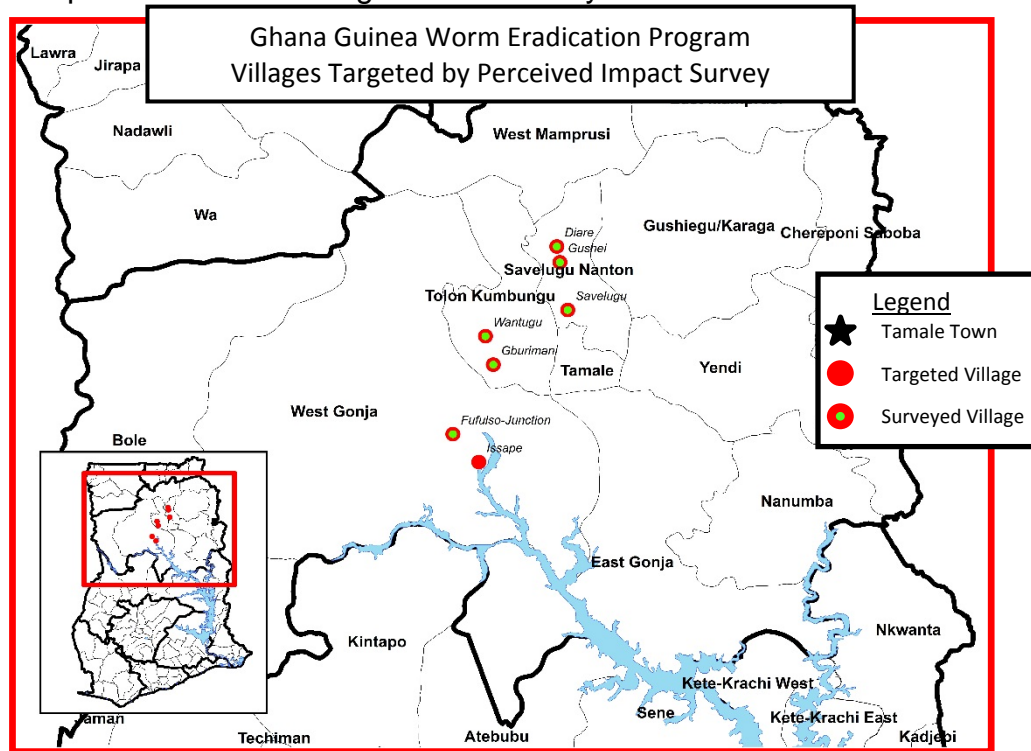 Ghana Guinea Worm Eradication Program
Villages Targeted by Perceived Impact Survey
Lawra
Jirapa
Nadawli
West Mamprusi
Wa
Gushiegu/Karaga
Chereponi Saboba
Diare
Gushei
Savelugu Nanton
Tolon Kumbungu
Savelugu
Wantugu
Gburimani
Tamale
Yendi
West Gonja
Fufulso-Junction
Issape
Bole
Nanumba
East Gonja
Kintapo
Nkwanta
Kete-Krachi West
Sene
Kete-Krachi East
Techiman
Atebubu
Kadjebi
Legend
Tamale Town
Targeted Village
Surveyed Village